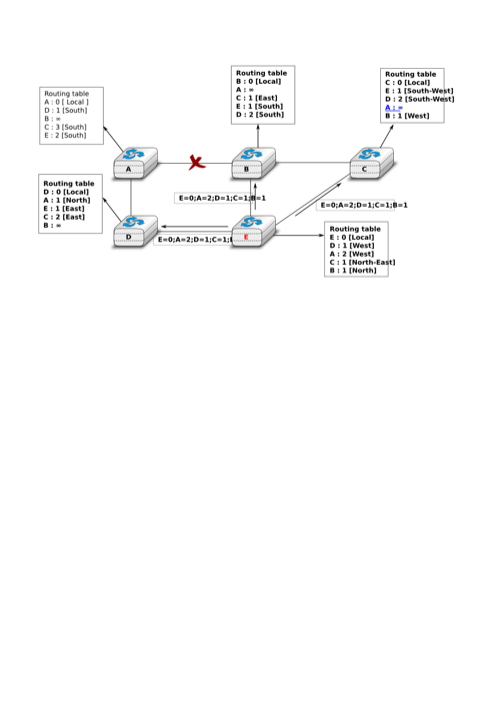 Routing table
B : 0 [Local]
A : ∞
C : 1 [East]
E : 1 [South]
D : 2 [South]
Routing table
C : 0 [Local]
E : 1 [South-West]
D : 2 [South-West]
A : ∞
B : 1 [West]
Routing table
A : 0 [ Local ]
D : 1 [South]
B : ∞
C : 3 [South]
E : 2 [South]
A
B
C
Routing table
D : 0 [Local]
A : 1 [North]
E : 1 [East]
C : 2 [East]
B : ∞
E=0;A=2;D=1;C=1;B=1
E=0;A=2;D=1;C=1;B=1
D
E=0;A=2;D=1;C=1;
E
Routing table
E : 0 [Local]
D : 1 [West]
A : 2 [West]
C : 1 [North-East]
B : 1 [North]